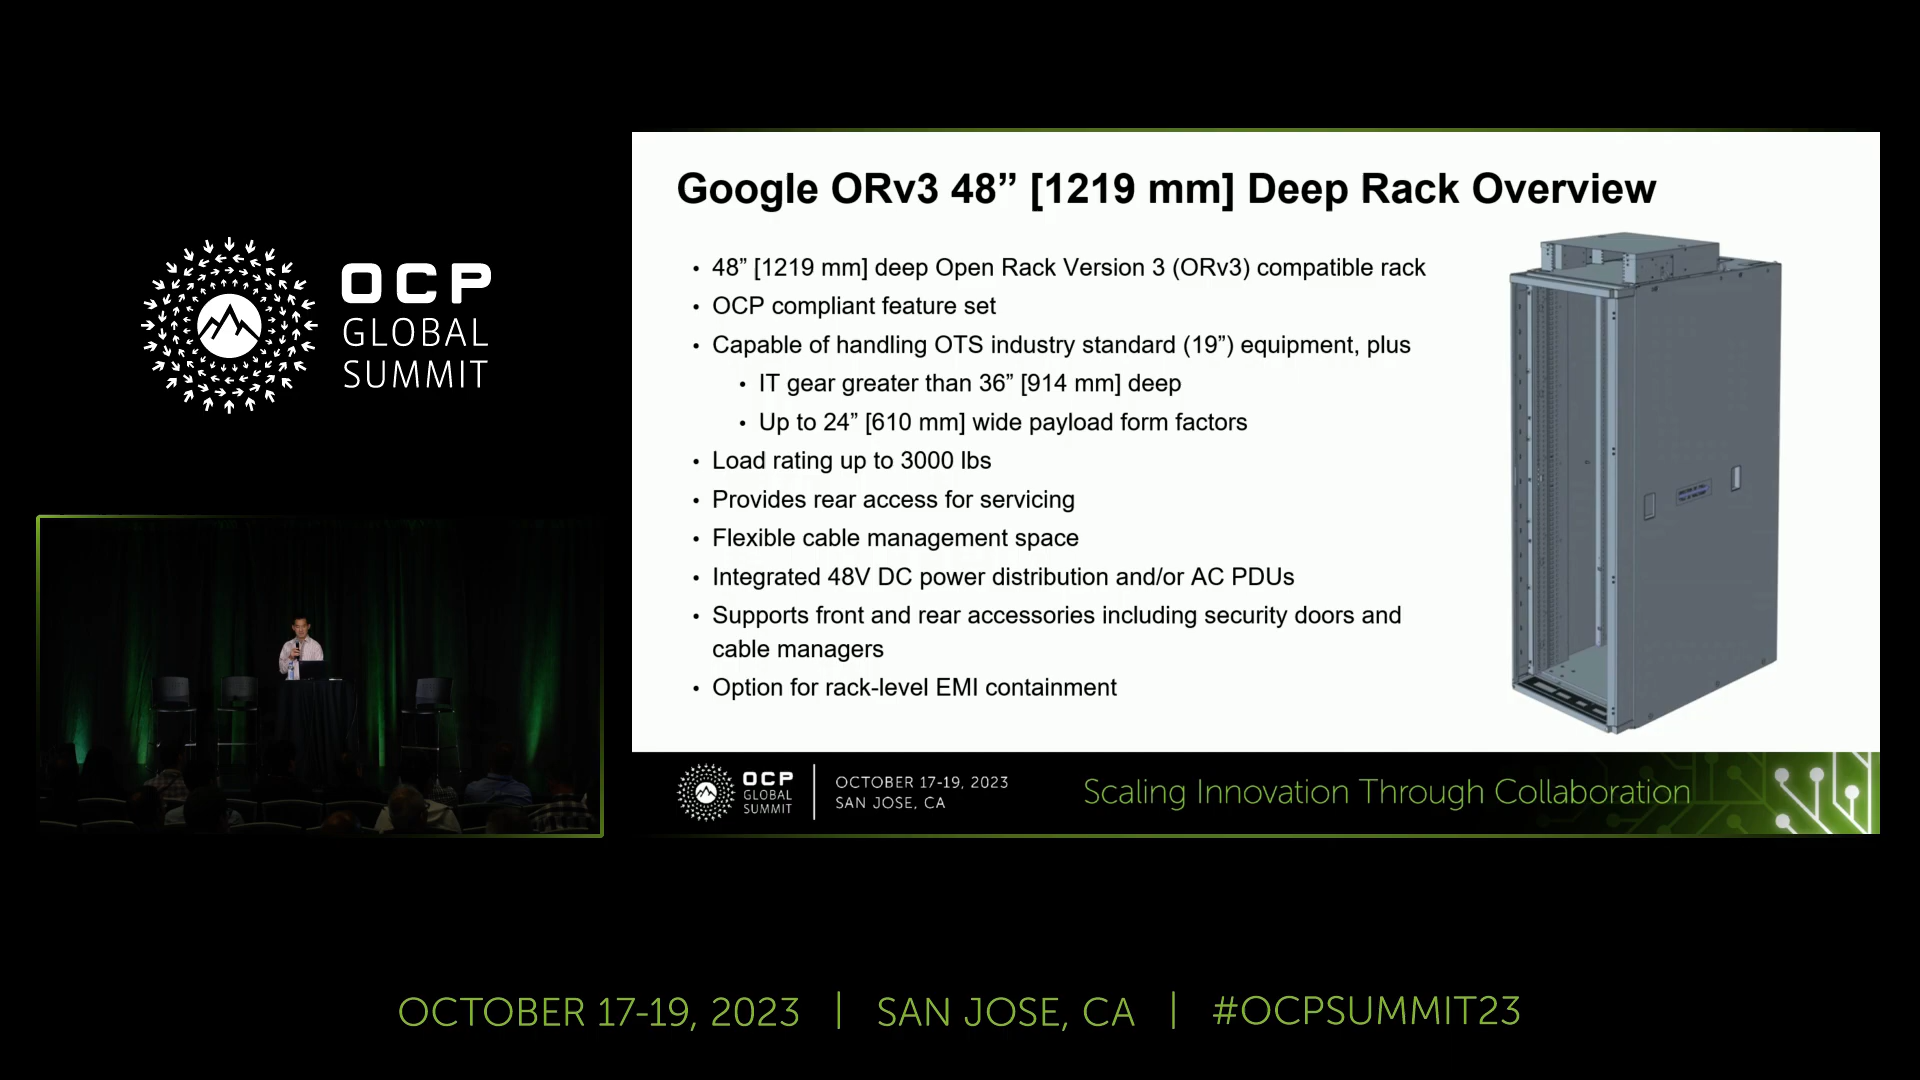 OCP
GLOBAL
SUMMIT
Google ORv3 48” [1219 mm] Deep Rack Overview
• 48” [1219 mm] deep Open Rack Version 3 (ORv3) compatible rack
• OCP compliant feature set
• Capable of handling OTS industry standard (19”) equipment, plus
• IT gear greater than 36” [914 mm] deep
• Up to 24” [610 mm] wide payload form factors
• Load rating up to 3000 lbs
• Provides rear access for servicing
• Flexible cable management space
• Integrated 48V DC power distribution and/or AC PDUs
• Supports front and rear accessories including security doors and
cable managers
• Option for rack-level EMI containment
OCP
GLOBAL
SUMMIT
OCTOBER 17-19, 2023
SAN JOSE, CA
Scaling Innovation Through Collaboration
OCTOBER 17-19, 2023 | SAN JOSE, CA | #OCPSUMMIT23